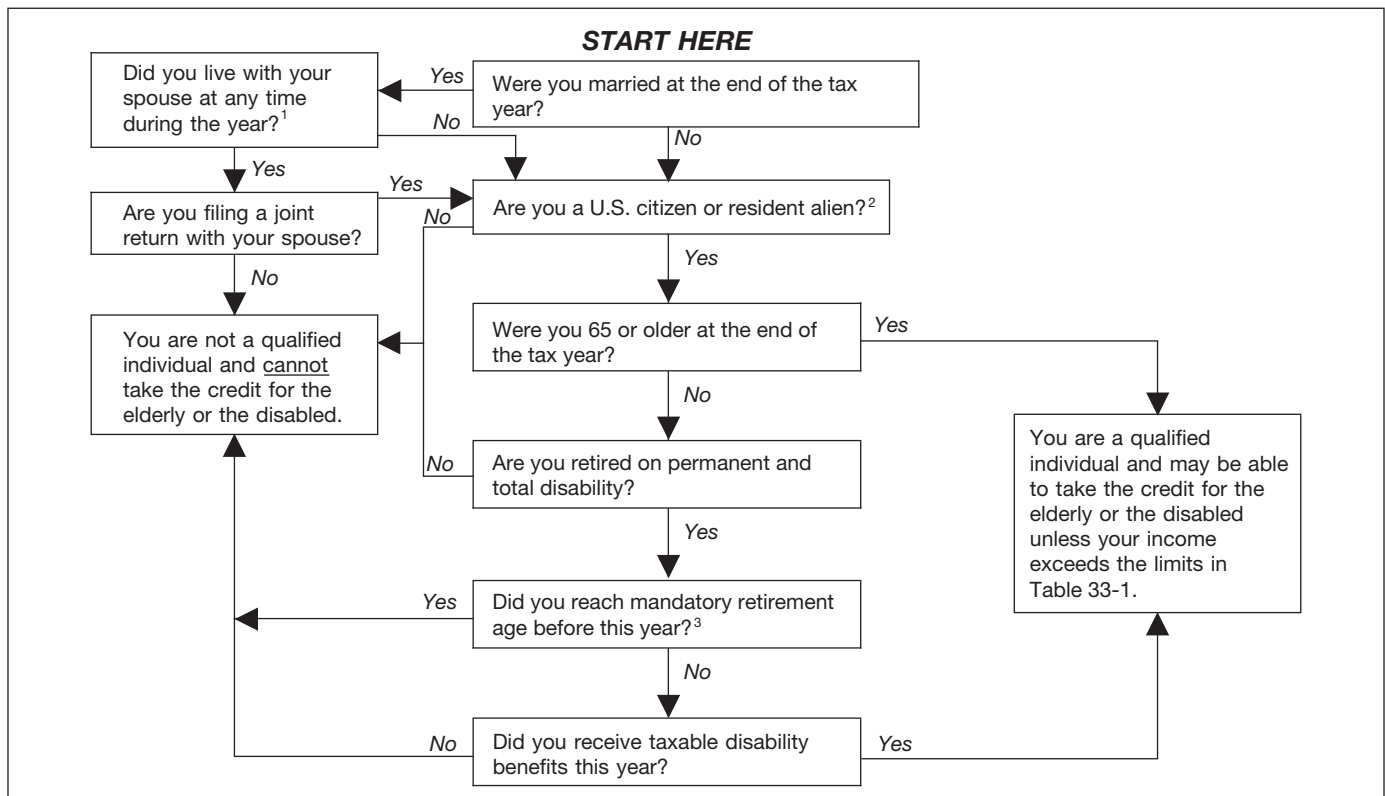 START HERE
Did you live with your
spouse at any time
during the year?1
Yes
Were you married at the end of the tax
year?
No
No
Yes
Are you filing a joint
return with your spouse?
Yes
Are you a U.S. citizen or resident alien?2
No
No
Yes
You are not a qualified
individual and cannot
take the credit for the
elderly or the disabled.
Were you 65 or older at the end of
the tax year?
Yes
No
Are you retired on permanent and
total disability?
No
Yes
You are a qualified
individual and may be able
to take the credit for the
elderly or the disabled
unless your income
exceeds the limits in
Table 33-1.
Yes
Did you reach mandatory retirement
age before this year?3
No
No
Did you receive taxable disability
benefits this year?
Yes